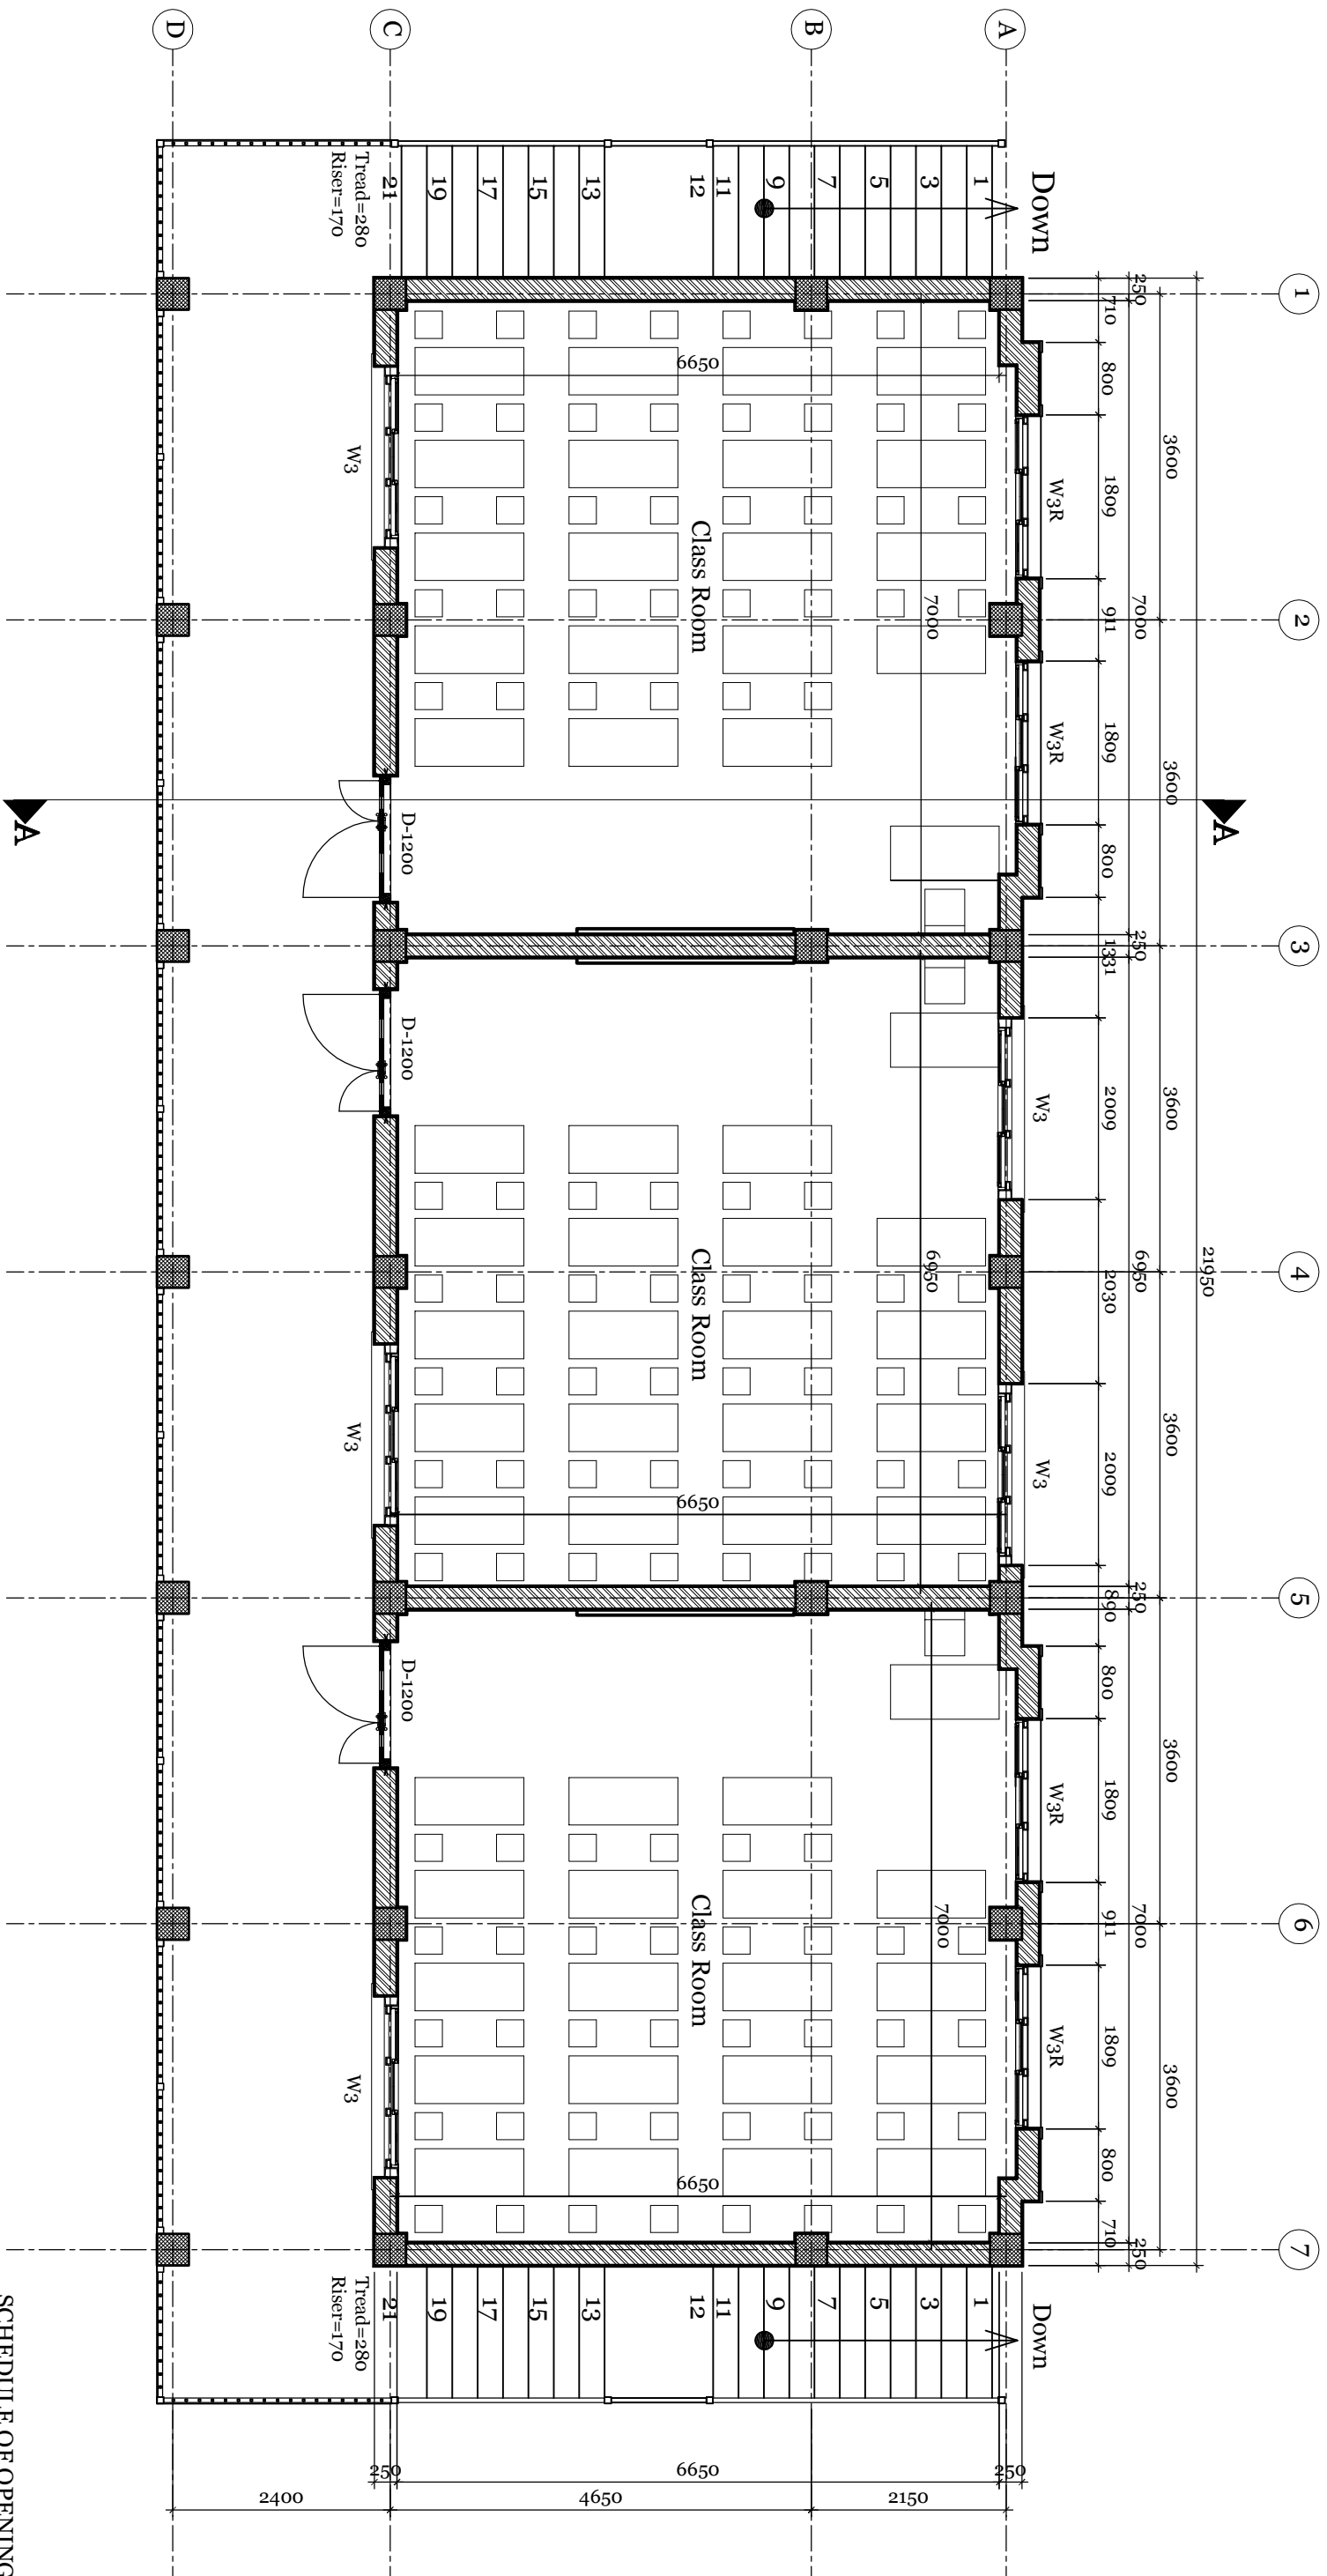 1
2
3
4
5
6
7
21950
3600
3600
3600
3600
3600
3600
250
7000
250
6950
250
7000
250
710
800
1809
911
1809
800
1331
2009
2030
2009
890
800
1809
911
1809
800
710
W3R
W3R
W3
W3
W3R
W3R
A
A
B
C
D
Down
1
3
5
7
9
11
12
13
15
17
19
21
Tread=280
Riser=170
Class Room
7000
6650
Class Room
6950
6650
Class Room
7000
6650
D-1200
D-1200
D-1200
W3
W3
W3
Down
1
3
5
7
9
11
12
13
15
17
19
21
Tread=280
Riser=170
250
6650
250
2150
4650
2400
A
SCHEDULE OF OPENING